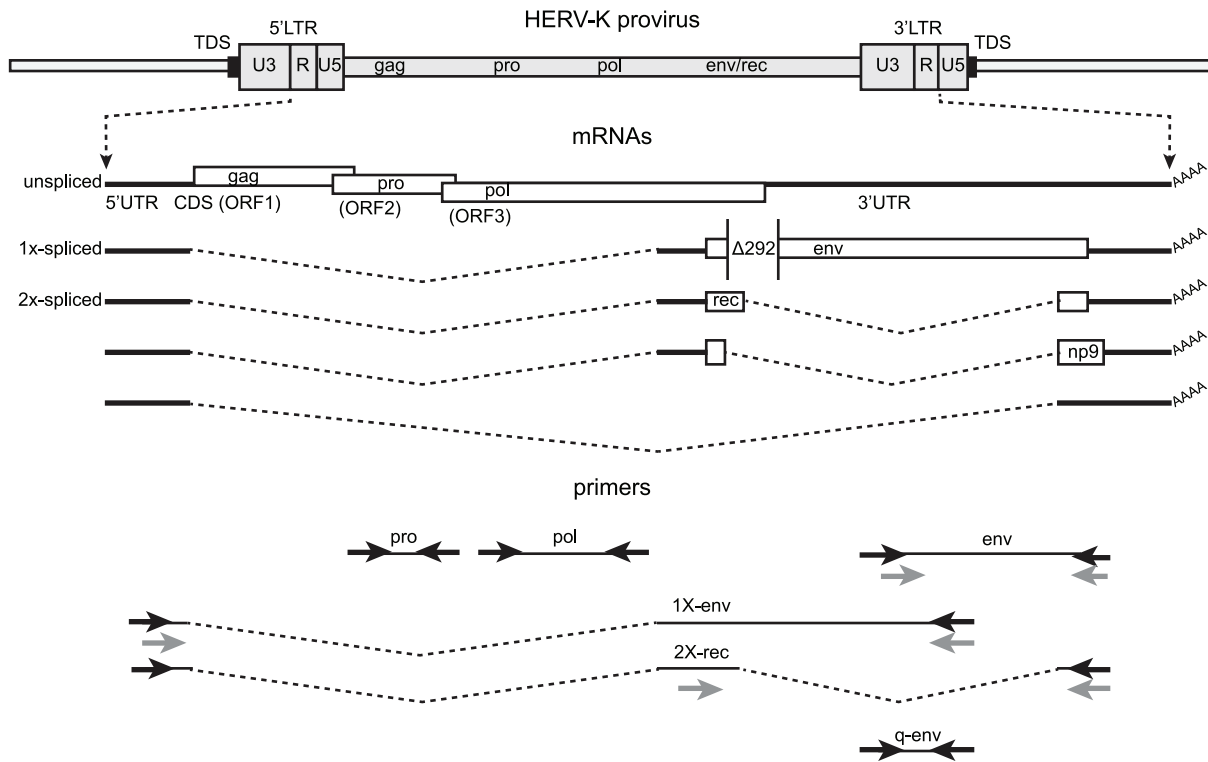 HERV-K provirus
5'LTR 3'LTR
TDS TDS
U3 R U5 gag pro pol env/rec U3 R U5
mRNAs
unspliced gag pro pol AAAA
5'UTR CDS (ORF1) (ORF2) (ORF3) 3'UTR
1x-spliced Δ292 env AAAA
2x-spliced rec AAAA
np9 AAAA
AAAA
primers
pro pol env
1X-env
2X-rec
q-env